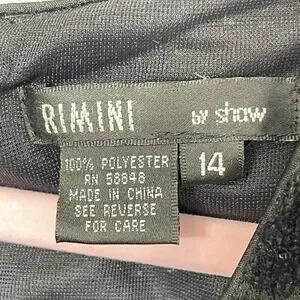 RIMINI by shaw
100% POLYESTER
RN 58848
MADE IN CHINA
SEE REVERSE
FOR CARE
14